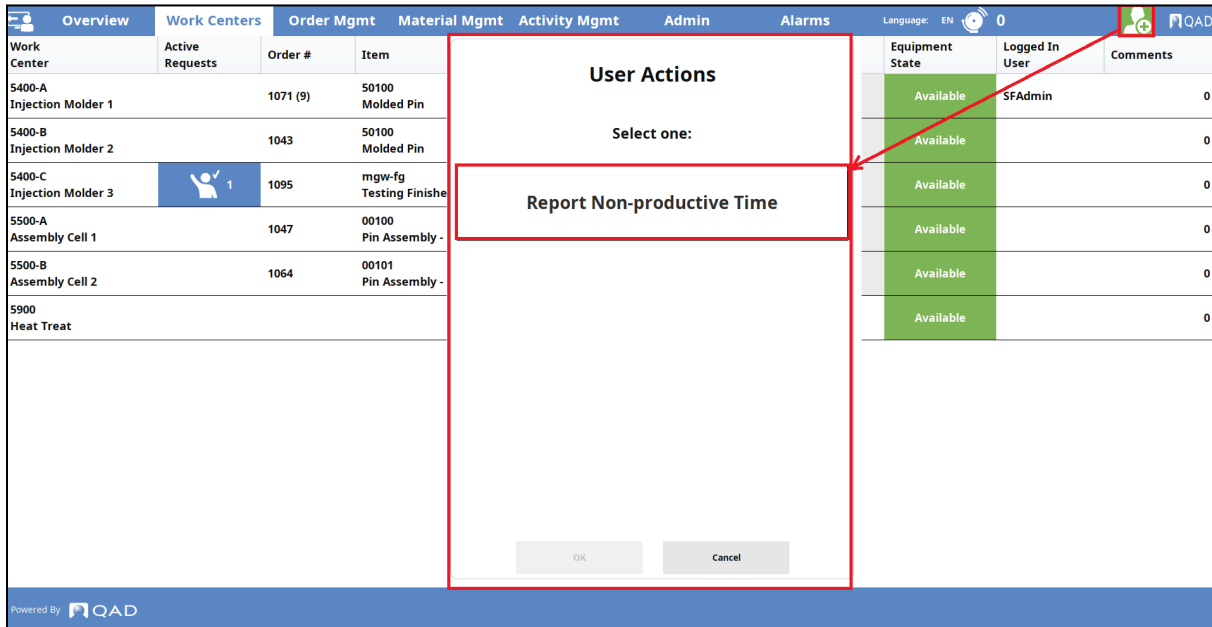 Overview Work Centers Order Mgmt Material Mgmt Activity Mgmt Admin Alarms Language: EN 0 QAD
Work Center Active Requests Order # Item Equipment State Logged In User Comments
User Actions
Select one:
Report Non-productive Time
OK Cancel
5400-A 1071 (9) 50100 Available SFAdmin 0
Injection Molder 1 Molded Pin
5400-B 1043 50100 Available 0
Injection Molder 2 Molded Pin
5400-C 1 1095 mgw-fg Available 0
Injection Molder 3 Testing Finishe
5500-A 1047 00100 Available 0
Assembly Cell 1 Pin Assembly -
5500-B 1064 00101 Available 0
Assembly Cell 2 Pin Assembly -
5900 Available 0
Heat Treat
Powered By QAD